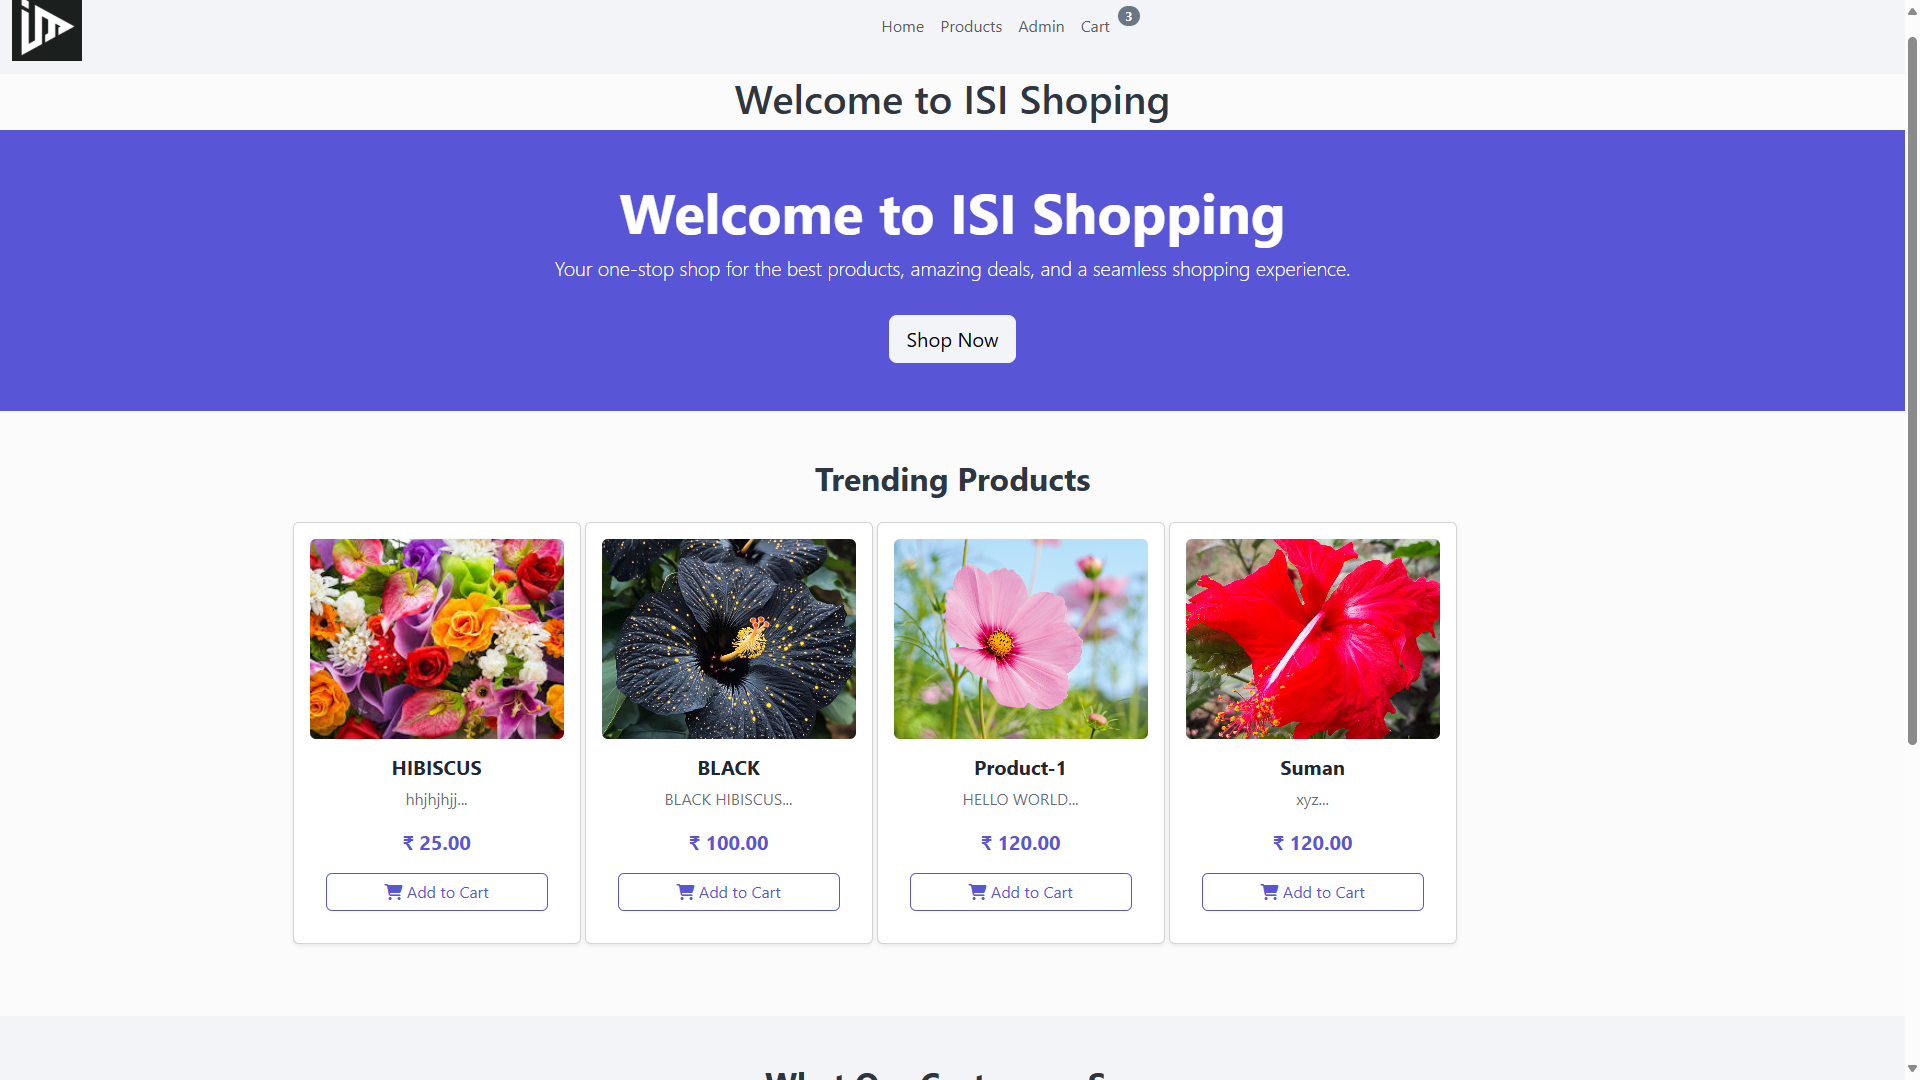 Home Products Admin Cart 3
Welcome to ISI Shoping
Welcome to ISI Shopping
Your one-stop shop for the best products, amazing deals, and a seamless shopping experience.
Shop Now
Trending Products
HIBISCUS
hhjhjhjj...
₹ 25.00
Add to Cart
BLACK
BLACK HIBISCUS...
₹ 100.00
Add to Cart
Product-1
HELLO WORLD...
₹ 120.00
Add to Cart
Suman
xyz...
₹ 120.00
Add to Cart